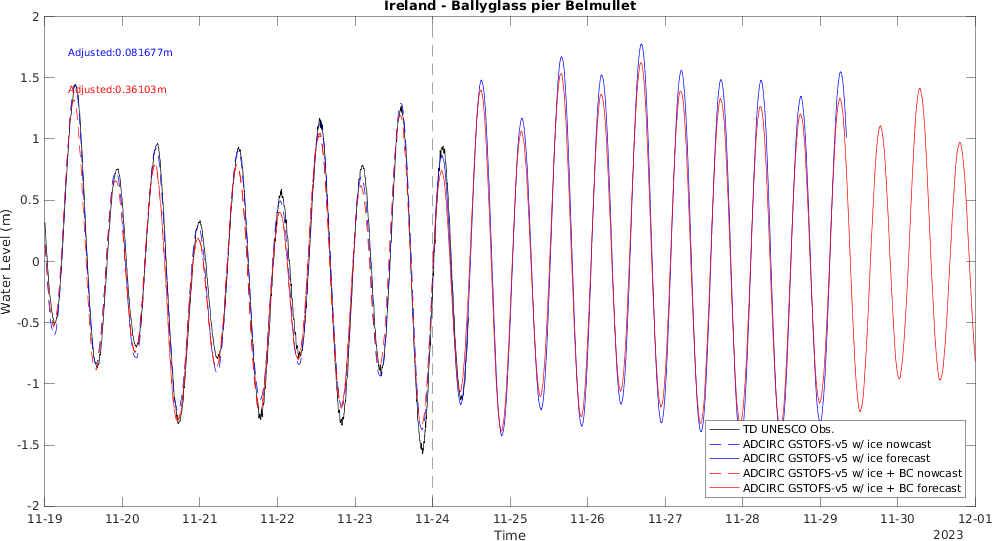 Ireland - Ballyglass pier Belmullet
Adjusted:0.081677m
Adjusted:0.36103m
Water Level (m)
2
1.5
1
0.5
0
-0.5
-1
-1.5
-2
TD UNESCO Obs.
ADCIRC GSTOFS-v5 w/ ice nowcast
ADCIRC GSTOFS-v5 w/ ice forecast
ADCIRC GSTOFS-v5 w/ ice + BC nowcast
ADCIRC GSTOFS-v5 w/ ice + BC forecast
11-19 11-20 11-21 11-22 11-23 11-24 11-25 11-26 11-27 11-28 11-29 11-30 12-01
Time
2023